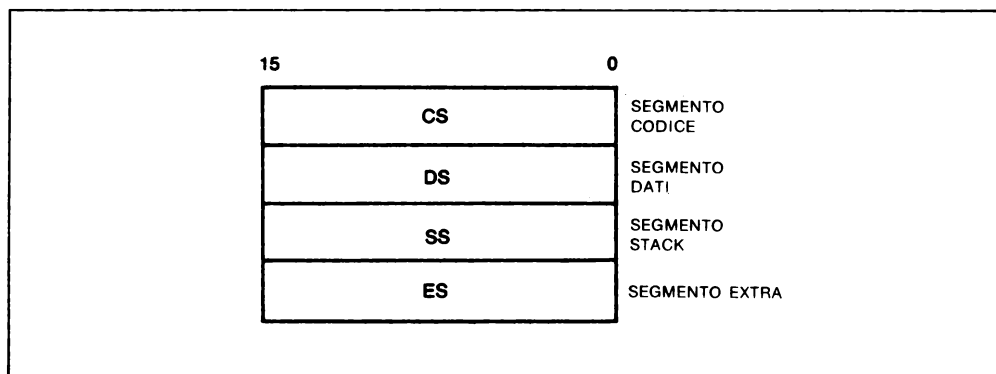 15 0
CS
SEGMENTO
CODICE
DS
SEGMENTO
DATI
SS
SEGMENTO
STACK
ES
SEGMENTO EXTRA